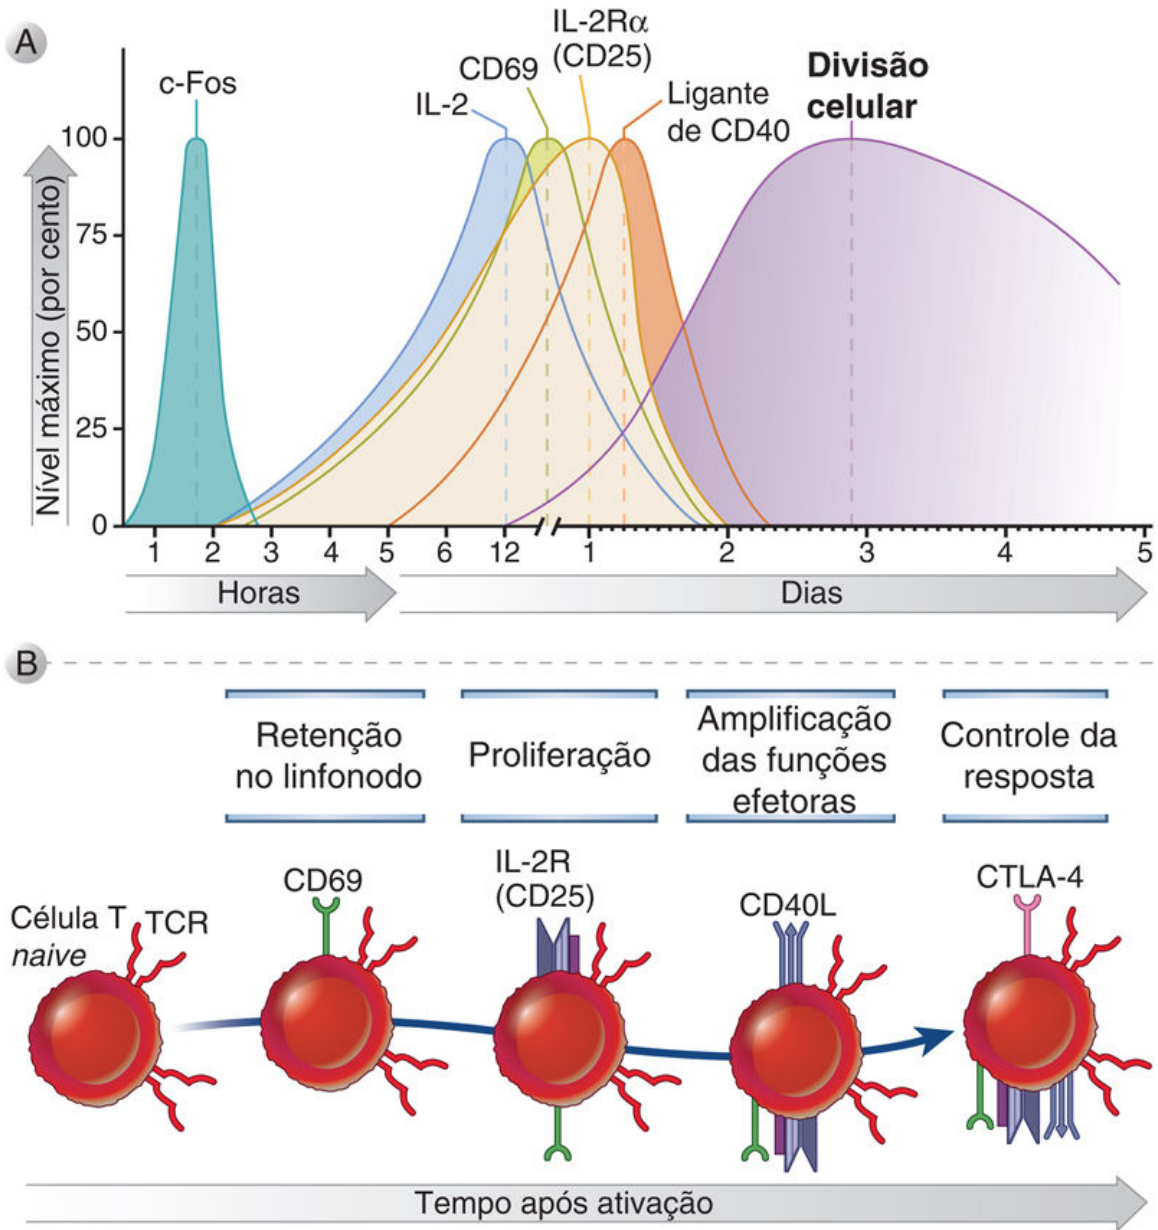 A
c-Fos
IL-2
CD69
IL-2Rα
(CD25)
Ligante
de CD40
Divisão
celular
Nível máximo (por cento)
100
75
50
25
0
1 2 3 4 5 6 12 1 2 3 4 5
Horas
Dias
B
Retenção
no linfonodo
Proliferação
Amplificação
das funções
efetoras
Controle da
resposta
Célula T
naive
TCR
CD69
IL-2R
(CD25)
CD40L
CTLA-4
Tempo após ativação